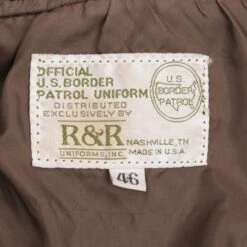 OFFICIAL
U.S. BORDER
PATROL UNIFORM
DISTRIBUTED
EXCLUSIVELY BY
R&R
UNIFORMS, INC.
NASHVILLE, TN
MADE IN U.S.A.
U.S.
BORDER
PATROL
46